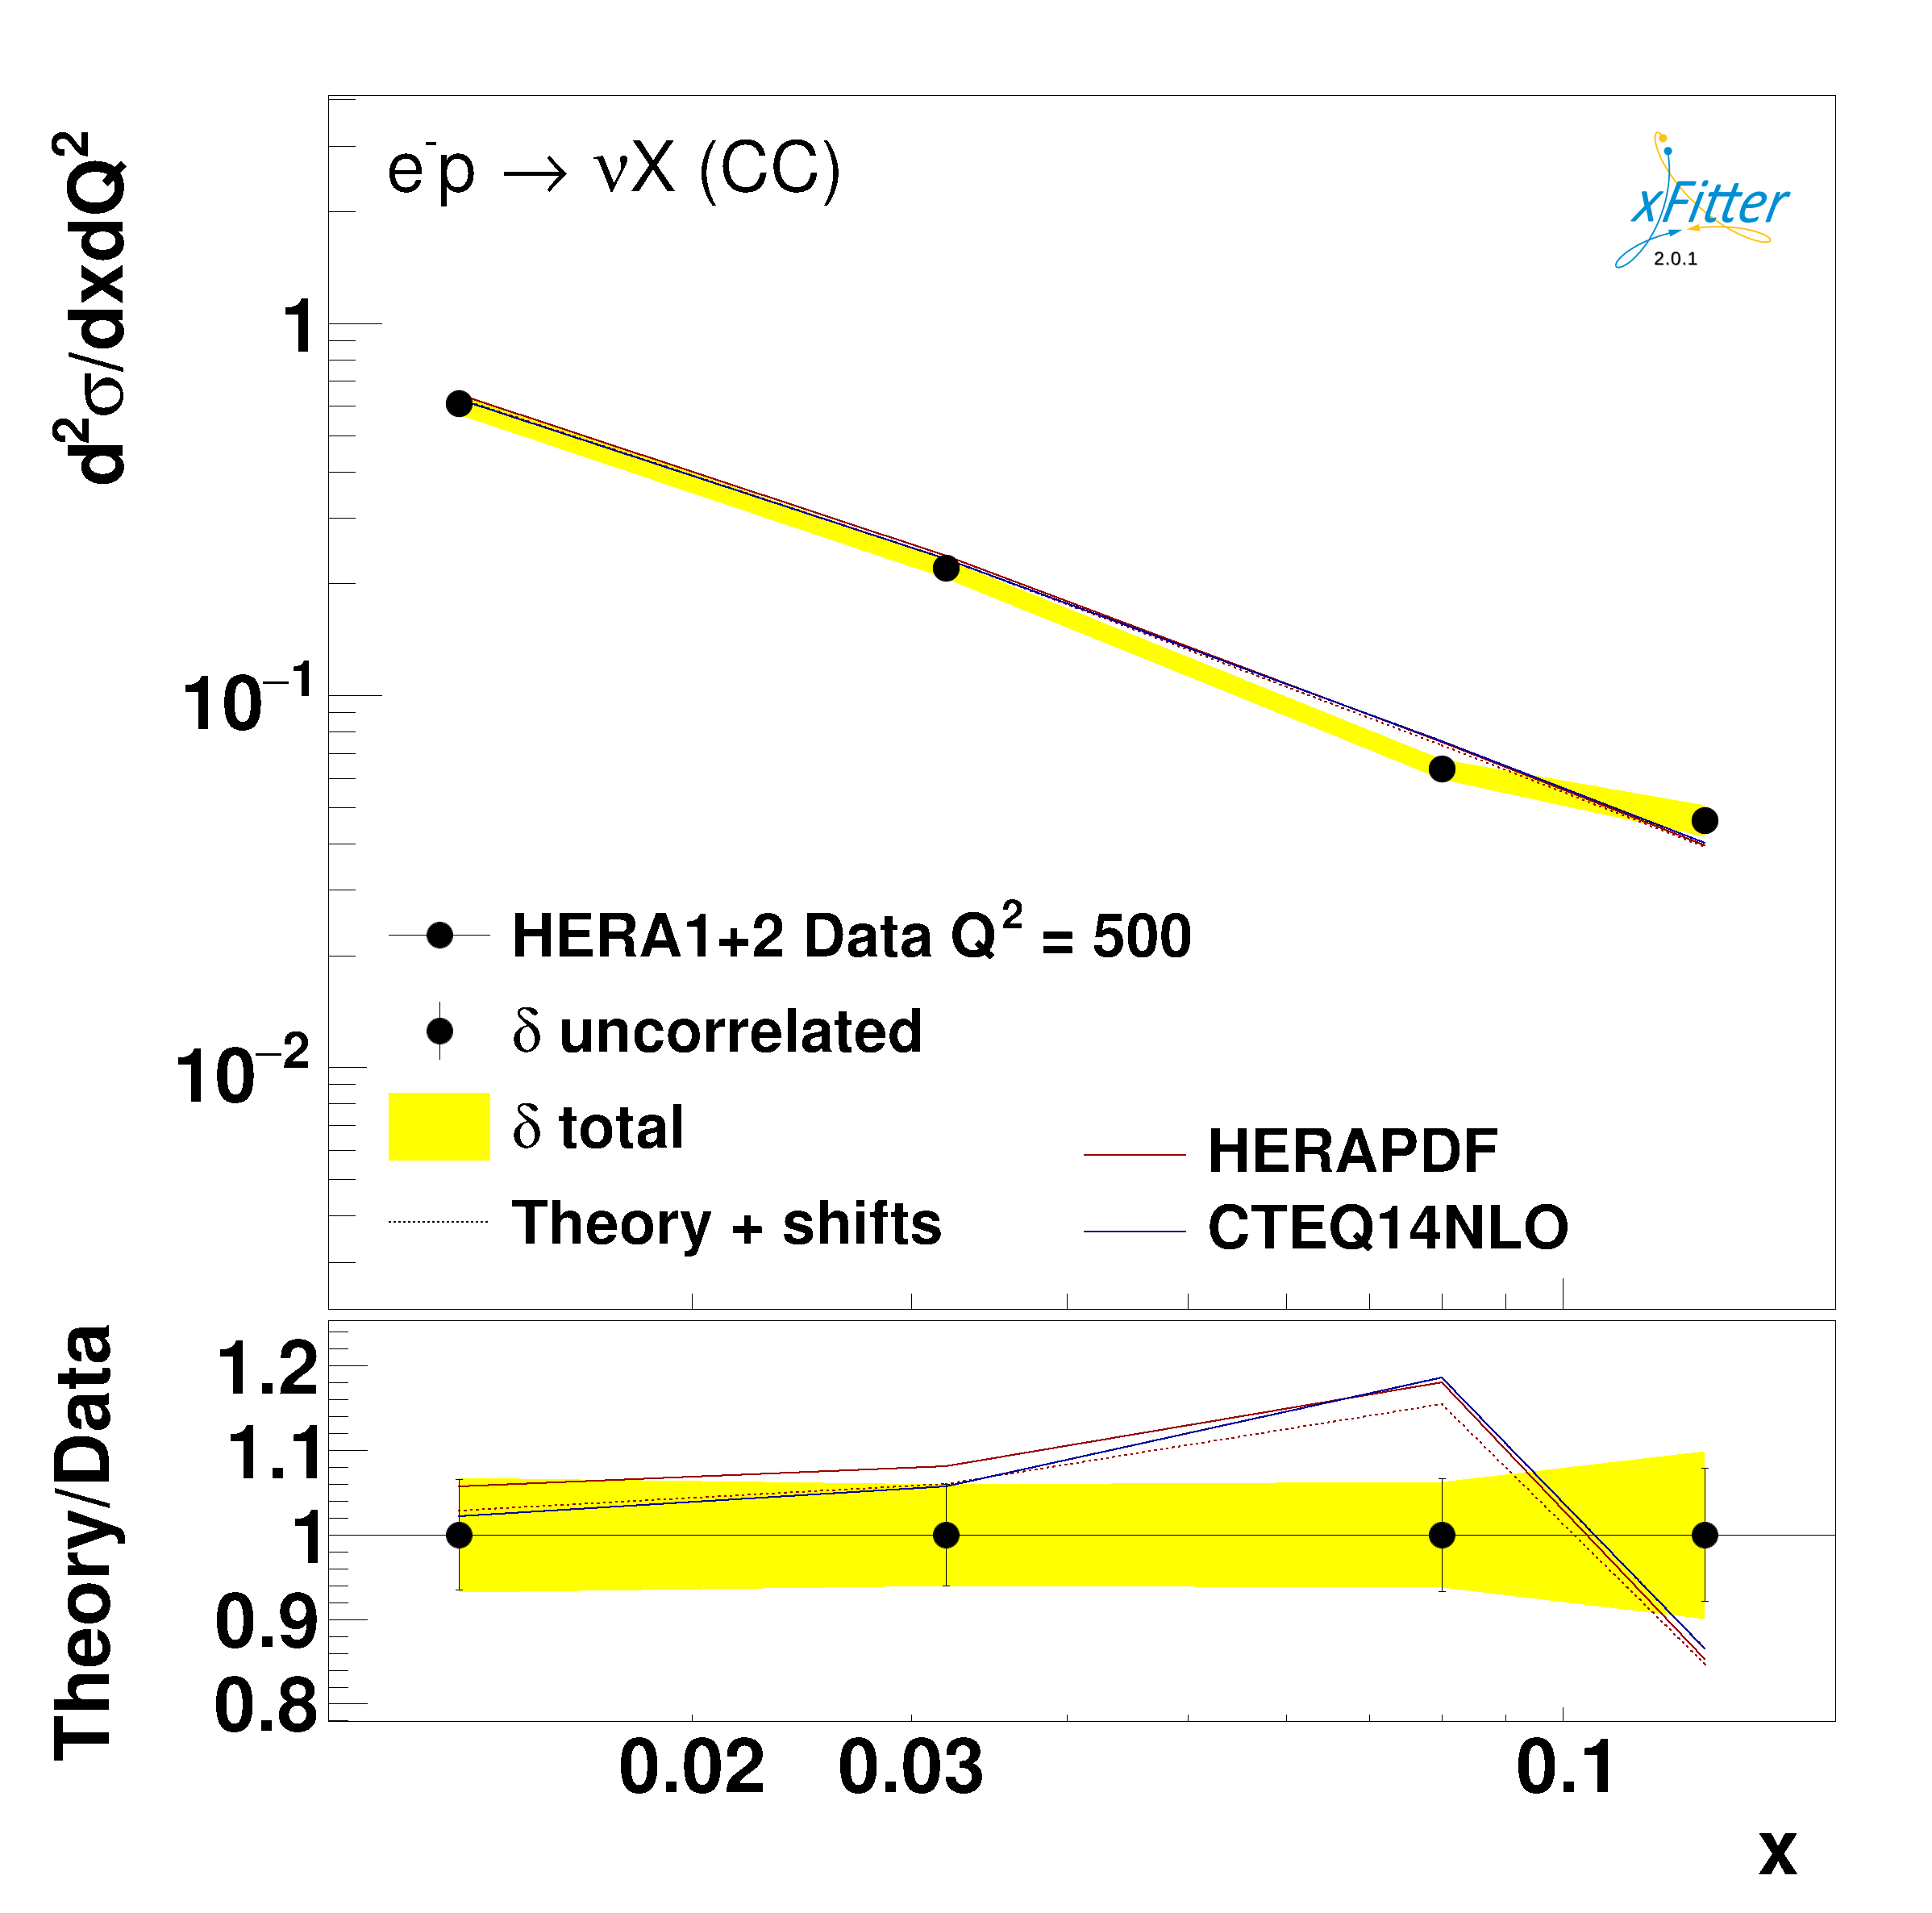 e⁻p → νX (CC)
xFitter
2.0.1
d²σ/dxdQ²
1
10⁻¹
10⁻²
HERA1+2 Data Q² = 500
δ uncorrelated
δ total
Theory + shifts
HERAPDF
CTEQ14NLO
Theory/Data
1.2
1.1
1
0.9
0.8
0.02 0.03 0.1
x